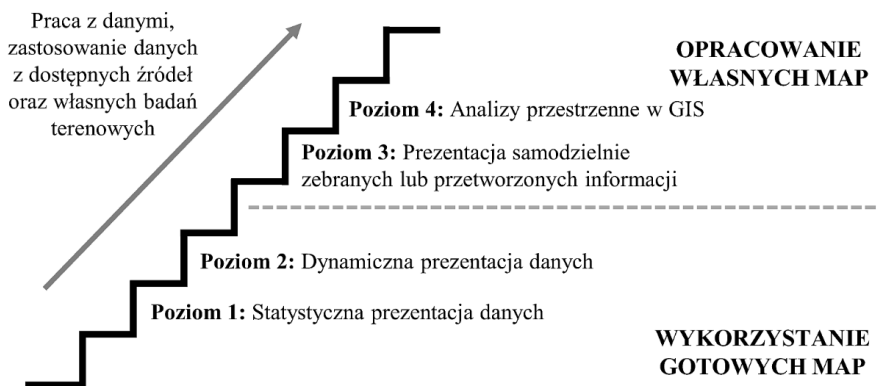 Praca z danymi,
zastosowanie danych
z dostępnych źródeł
oraz własnych badań
terenowych
OPRACOWANIE
WŁASNYCH MAP
Poziom 4: Analizy przestrzenne w GIS
Poziom 3: Prezentacja samodzielnie
zebranych lub przetworzonych informacji
Poziom 2: Dynamiczna prezentacja danych
Poziom 1: Statystyczna prezentacja danych
WYKORZYSTANIE
GOTOWYCH MAP